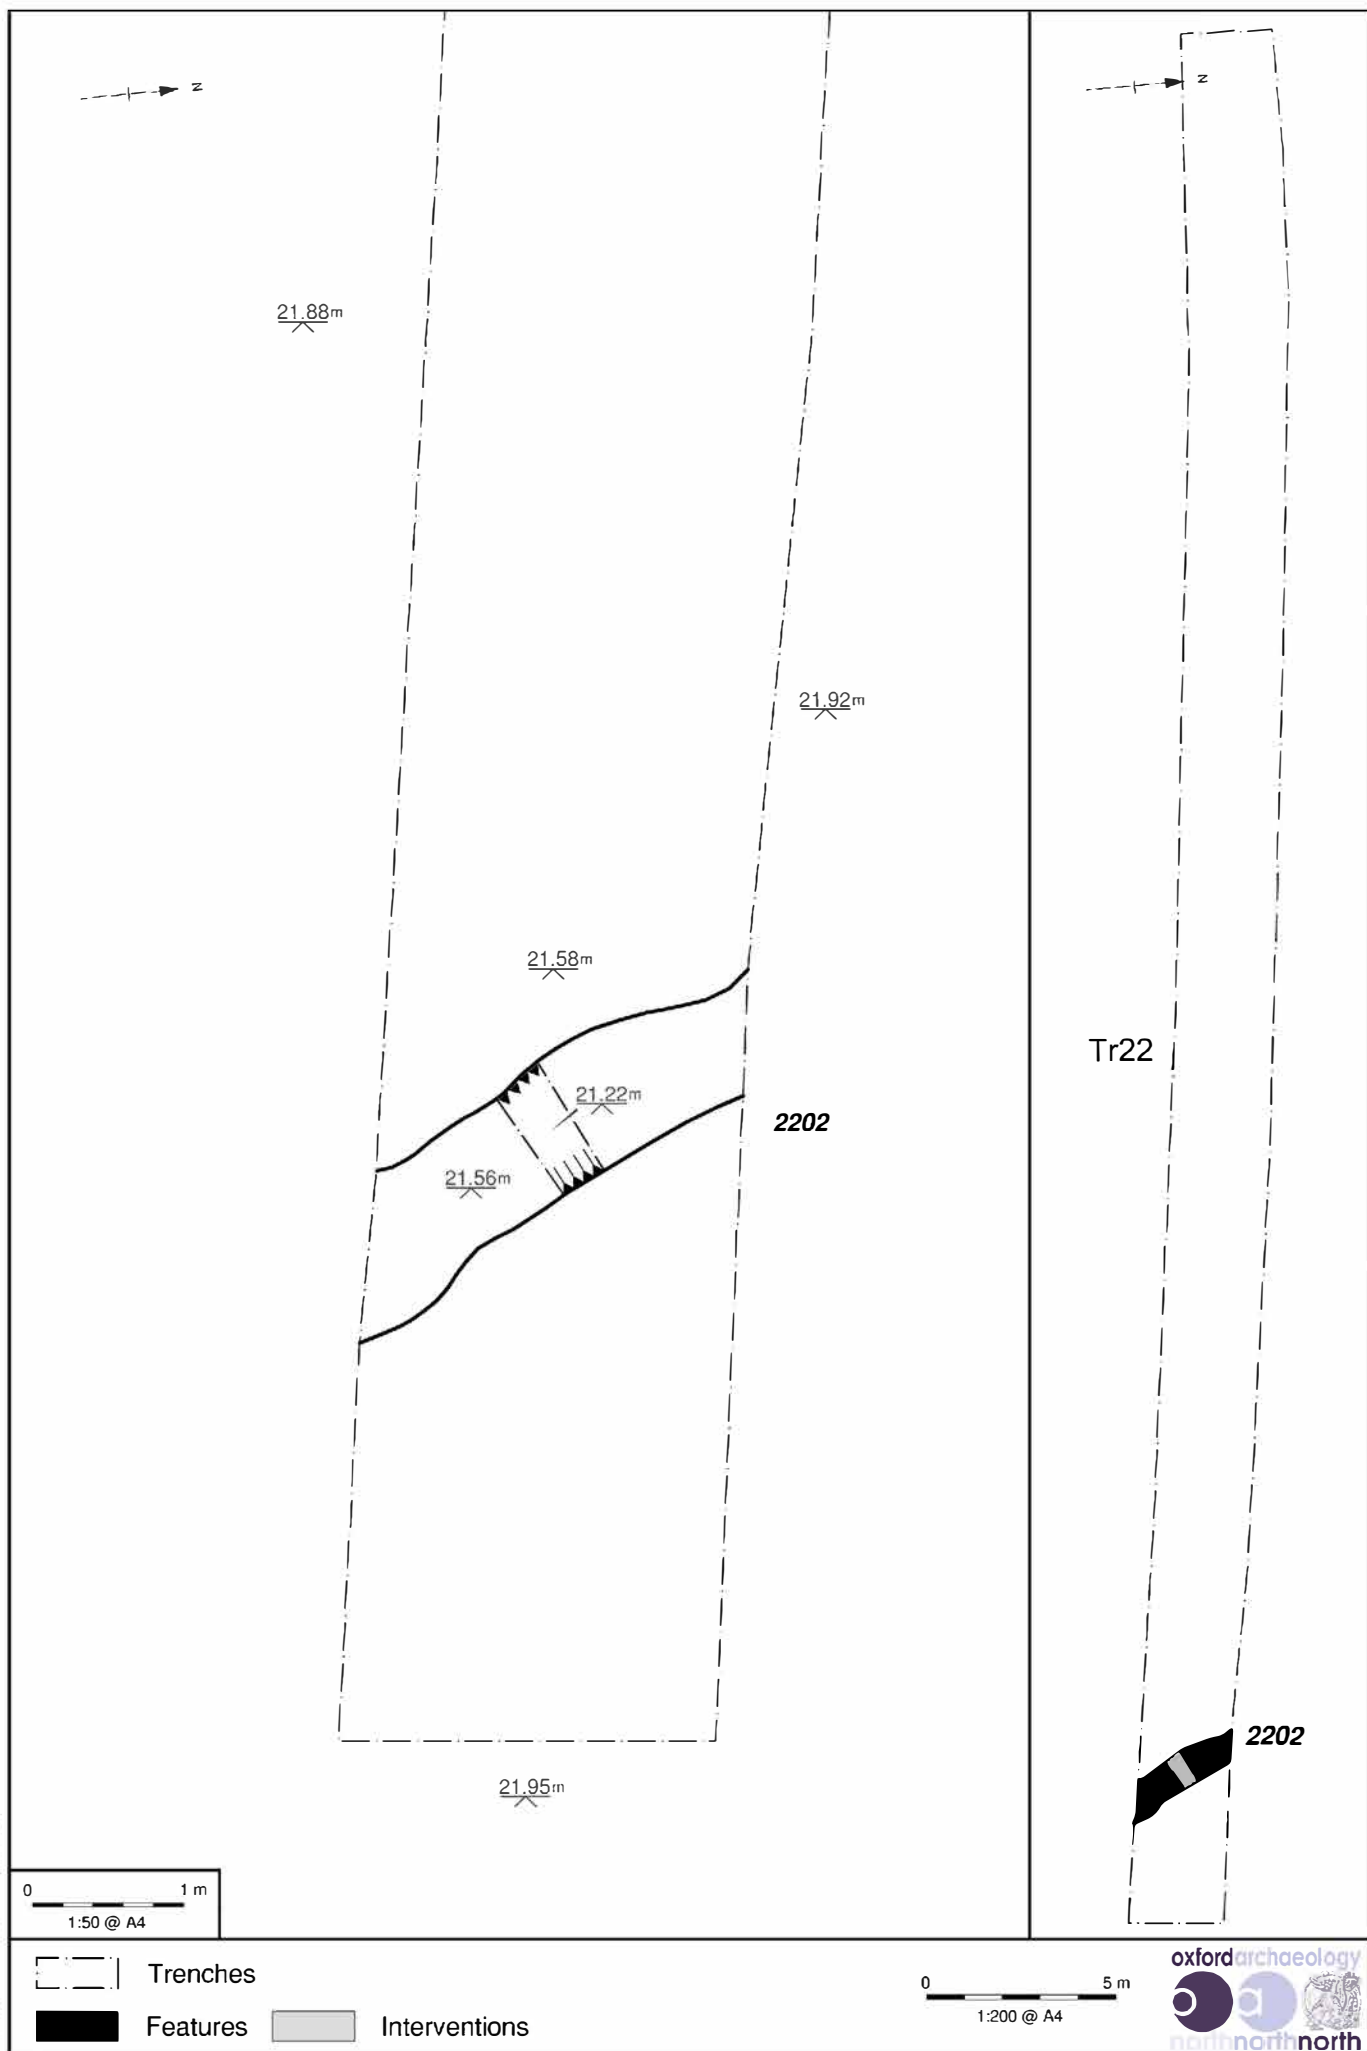 N
N
21.88m
21.92m
21.58m
Tr22
21.22m
2202
21.56m
2202
21.95m
0 1 m
1:50 @ A4
Trenches
Features
Interventions
0 5 m
1:200 @ A4
oxfordarchaeology
northnorthnorth